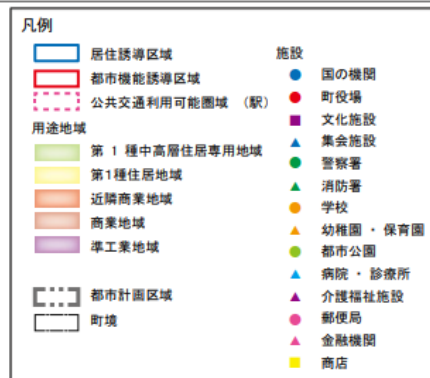 凡例
居住誘導区域
都市機能誘導区域
公共交通利用可能圏域 （駅）
用途地域
第 1 種中高層住居専用地域
第1種住居地域
近隣商業地域
商業地域
準工業地域
都市計画区域
町境
施設
国の機関
町役場
文化施設
集会施設
警察署
消防署
学校
幼稚園 ・ 保育園
都市公園
病院 ・ 診療所
介護福祉施設
郵便局
金融機関
商店